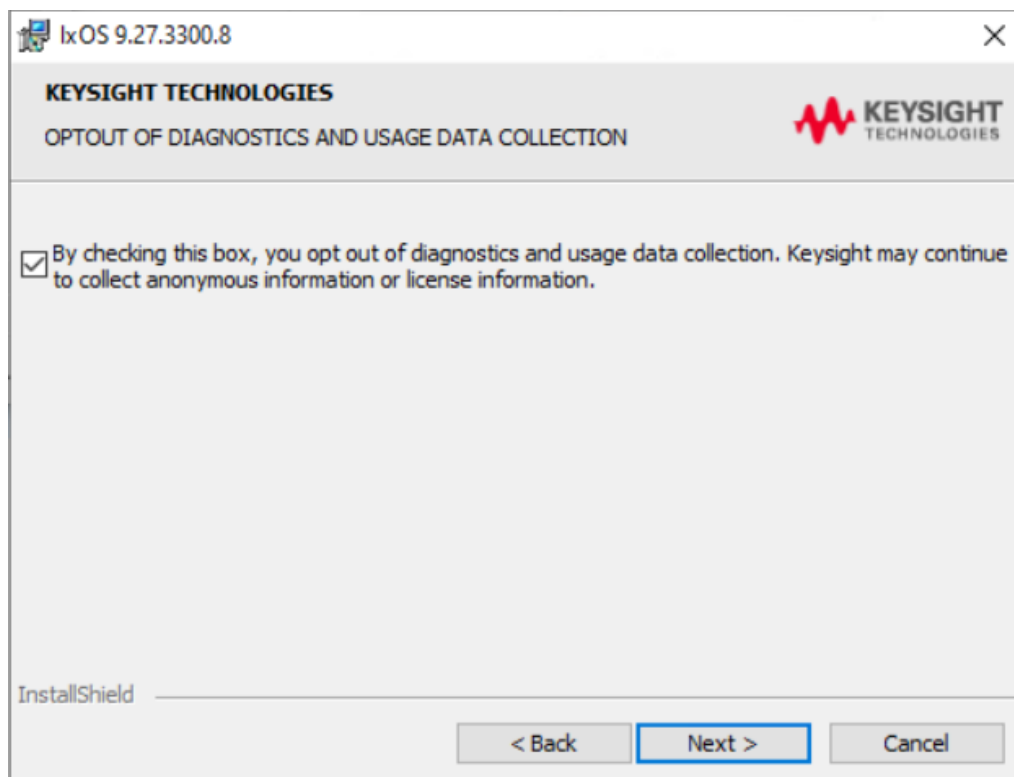 IxOS 9.27.3300.8
KEYSIGHT TECHNOLOGIES
OPTOUT OF DIAGNOSTICS AND USAGE DATA COLLECTION
KEYSIGHT
TECHNOLOGIES
By checking this box, you opt out of diagnostics and usage data collection. Keysight may continue
to collect anonymous information or license information.
InstallShield
< Back
Next >
Cancel